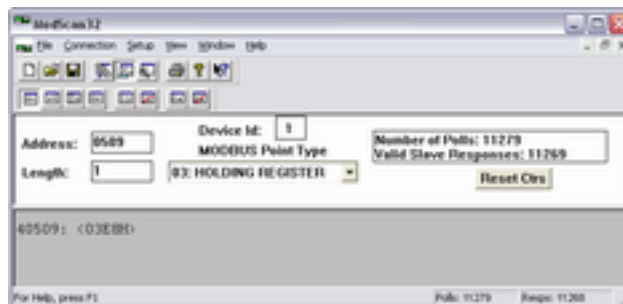 ModScan32
File Connection Setup View Window Help
Device Id: 1
Address: 0509
MODBUS Point Type
Number of Polls: 11279
Valid Slave Responses: 11269
Length: 1
03: HOLDING REGISTER
Reset Ctrs
40509: <03E8H>
For Help, press F1
Polls: 11279
Resps: 11268